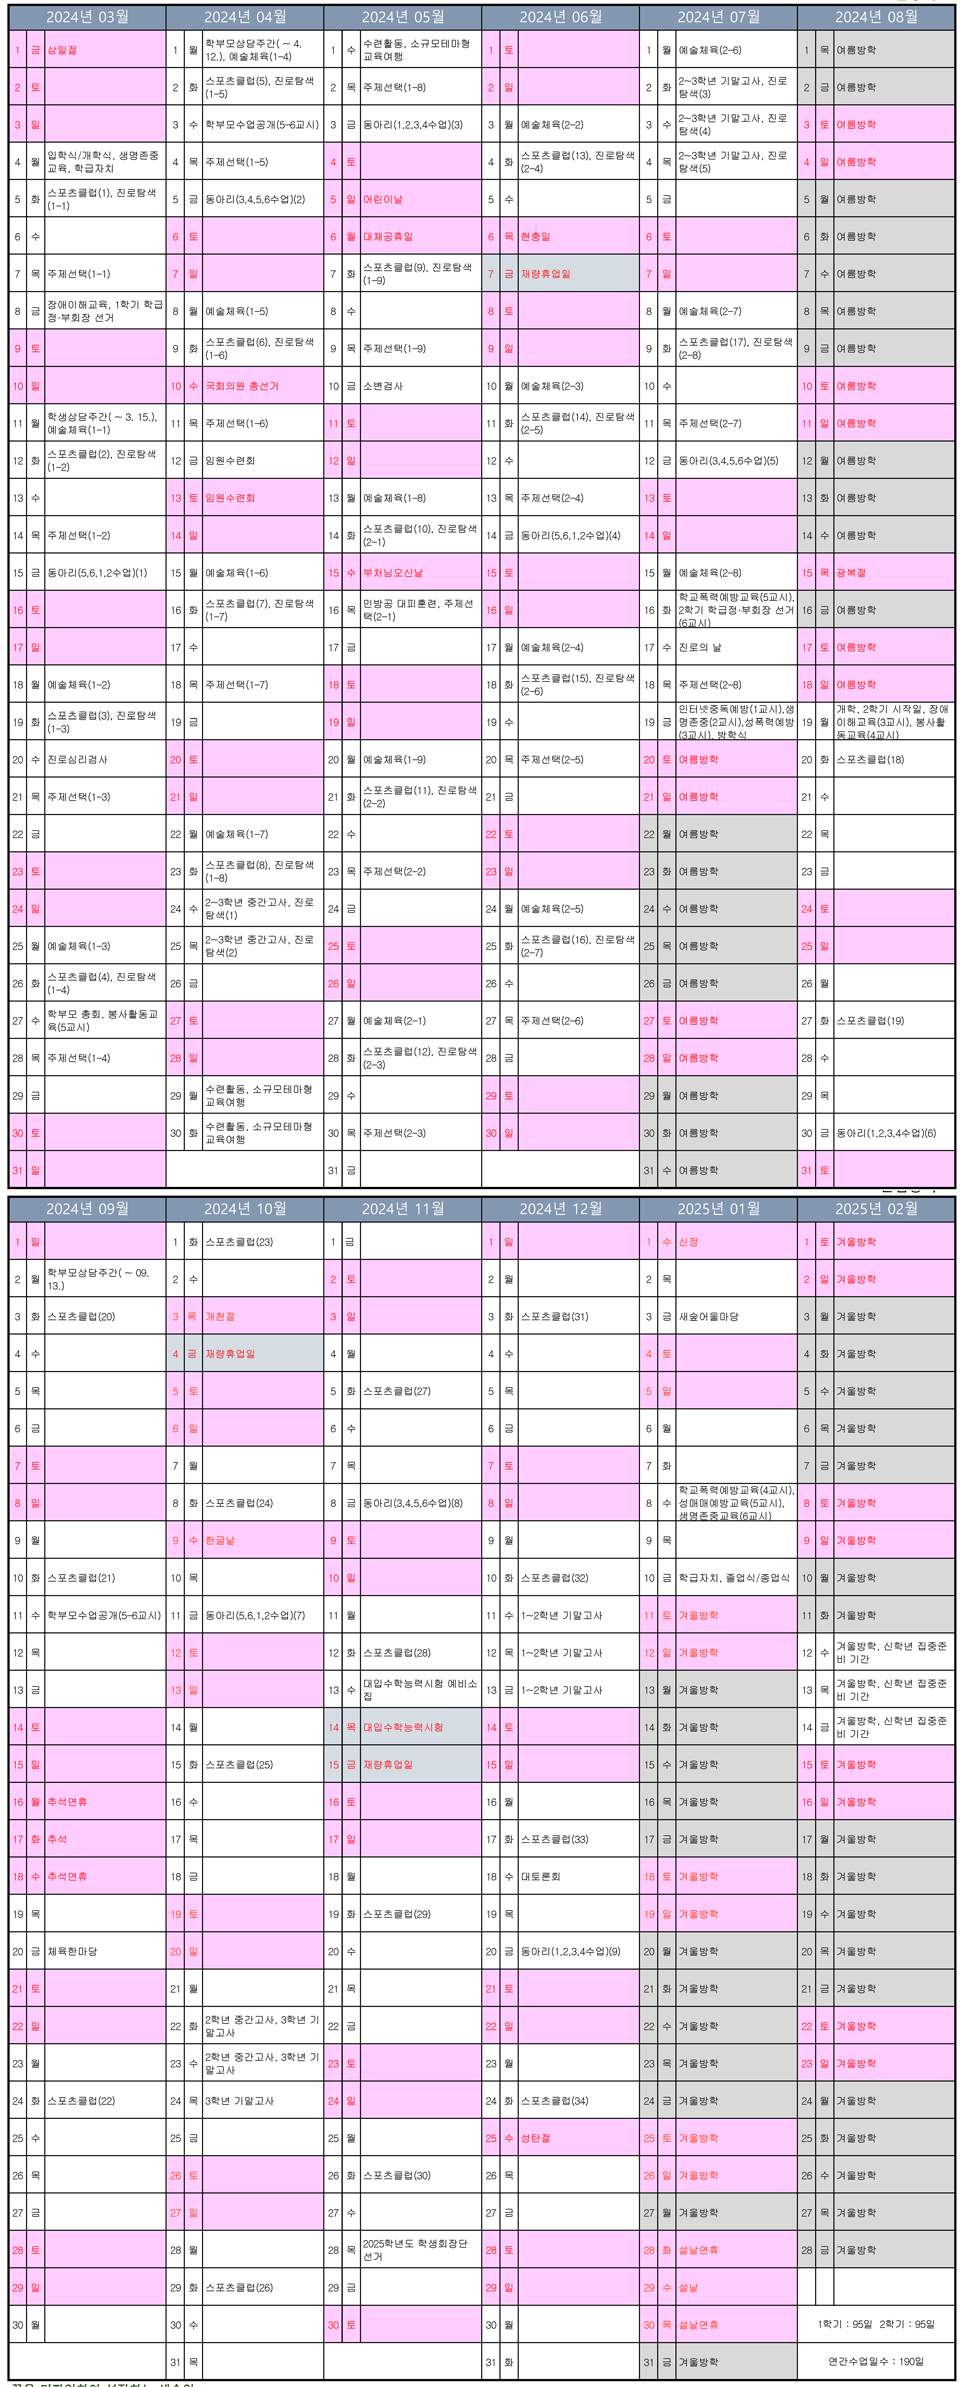 2024년 03월
1 금 삼일절
2 토
3 일
4 월 입학식/개학식, 생명존중
교육, 학급자치
5 화 스포츠클럽(1), 진로탐색
(1-1)
6 수
7 목 주제선택(1-1)
8 금 장애이해교육, 1학기 학급
정·부회장 선거
9 토
10 일
11 월 학생상담주간( ~ 3. 15.),
예술체육(1-1)
12 화 스포츠클럽(2), 진로탐색
(1-2)
13 수
14 목 주제선택(1-2)
15 금 동아리(5,6,1,2수업)(1)
16 토
17 일
18 월 예술체육(1-2)
19 화 스포츠클럽(3), 진로탐색
(1-3)
20 수 진로심리검사
21 목 주제선택(1-3)
22 금
23 토
24 일
25 월 예술체육(1-3)
26 화 스포츠클럽(4), 진로탐색
(1-4)
27 수 학부모 총회, 봉사활동교
육(5교시)
28 목 주제선택(1-4)
29 금
30 토
31 일
2024년 04월
1 월 학부모상담주간( ~ 4.
12.), 예술체육(1-4)
2 화 스포츠클럽(5), 진로탐색
(1-5)
3 수 학부모수업공개(5-6교시)
4 목 주제선택(1-5)
5 금 동아리(3,4,5,6수업)(2)
6 토
7 일
8 월 예술체육(1-5)
9 화 스포츠클럽(6), 진로탐색
(1-6)
10 수 국회의원 총선거
11 목 주제선택(1-6)
12 금 임원수련회
13 토 임원수련회
14 일
15 월 예술체육(1-6)
16 화 스포츠클럽(7), 진로탐색
(1-7)
17 수
18 목 주제선택(1-7)
19 금
20 토
21 일
22 월 예술체육(1-7)
23 화 스포츠클럽(8), 진로탐색
(1-8)
24 수 2~3학년 중간고사, 진로
탐색(1)
25 목 2~3학년 중간고사, 진로
탐색(2)
26 금
27 토
28 일
29 월 수련활동, 소규모테마형
교육여행
30 화 수련활동, 소규모테마형
교육여행
2024년 05월
1 수 수련활동, 소규모테마형
교육여행
2 목 주제선택(1-8)
3 금 동아리(1,2,3,4수업)(3)
4 토
5 일 어린이날
6 월 대체공휴일
7 화 스포츠클럽(9), 진로탐색
(1-9)
8 수
9 목 주제선택(1-9)
10 금 소변검사
11 토
12 일
13 월 예술체육(1-8)
14 화 스포츠클럽(10), 진로탐색
(2-1)
15 수 부처님오신날
16 목 민방공 대피훈련, 주제선
택(2-1)
17 금
18 토
19 일
20 월 예술체육(1-9)
21 화 스포츠클럽(11), 진로탐색
(2-2)
22 수
23 목 주제선택(2-2)
24 금
25 토
26 일
27 월 예술체육(2-1)
28 화 스포츠클럽(12), 진로탐색
(2-3)
29 수
30 목 주제선택(2-3)
31 금
2024년 06월
1 토
2 일
3 월 예술체육(2-2)
4 화 스포츠클럽(13), 진로탐색
(2-4)
5 수
6 목 현충일
7 금 재량휴업일
8 토
9 일
10 월 예술체육(2-3)
11 화 스포츠클럽(14), 진로탐색
(2-5)
12 수
13 목 주제선택(2-4)
14 금 동아리(5,6,1,2수업)(4)
15 토
16 일
17 월 예술체육(2-4)
18 화 스포츠클럽(15), 진로탐색
(2-6)
19 수
20 목 주제선택(2-5)
21 금
22 토
23 일
24 월 예술체육(2-5)
25 화 스포츠클럽(16), 진로탐색
(2-7)
26 수
27 목 주제선택(2-6)
28 금
29 토
30 일
2024년 07월
1 월 예술체육(2-6)
2 화 2~3학년 기말고사, 진로
탐색(3)
3 수 2~3학년 기말고사, 진로
탐색(4)
4 목 2~3학년 기말고사, 진로
탐색(5)
5 금
6 토
7 일
8 월 예술체육(2-7)
9 화 스포츠클럽(17), 진로탐색
(2-8)
10 수
11 목 주제선택(2-7)
12 금 동아리(3,4,5,6수업)(5)
13 토
14 일
15 월 예술체육(2-8)
16 화 학교폭력예방교육(5교시),
2학기 학급정·부회장 선거
(6교시)
17 수 진로의 날
18 목 주제선택(2-8)
19 금 인터넷중독예방(1교시),생
명존중(2교시),성폭력예방
(3교시), 방학식
20 토 여름방학
21 일 여름방학
22 월 여름방학
23 화 여름방학
24 수 여름방학
25 목 여름방학
26 금 여름방학
27 토 여름방학
28 일 여름방학
29 월 여름방학
30 화 여름방학
31 수 여름방학
2024년 08월
1 목 여름방학
2 금 여름방학
3 토 여름방학
4 일 여름방학
5 월 여름방학
6 화 여름방학
7 수 여름방학
8 목 여름방학
9 금 여름방학
10 토 여름방학
11 일 여름방학
12 월 여름방학
13 화 여름방학
14 수 여름방학
15 목 광복절
16 금 여름방학
17 토 여름방학
18 일 여름방학
19 월 개학, 2학기 시작일, 장애
이해교육(3교시), 봉사활
동교육(4교시)
20 화 스포츠클럽(18)
21 수
22 목
23 금
24 토
25 일
26 월
27 화 스포츠클럽(19)
28 수
29 목
30 금 동아리(1,2,3,4수업)(6)
31 토
2024년 09월
1 일
2 월 학부모상담주간( ~ 09.
13.)
3 화 스포츠클럽(20)
4 수
5 목
6 금
7 토
8 일
9 월
10 화 스포츠클럽(21)
11 수 학부모수업공개(5-6교시)
12 목
13 금
14 토
15 일
16 월 추석연휴
17 화 추석
18 수 추석연휴
19 목
20 금 체육한마당
21 토
22 일
23 월
24 화 스포츠클럽(22)
25 수
26 목
27 금
28 토
29 일
30 월
2024년 10월
1 화 스포츠클럽(23)
2 수
3 목 개천절
4 금 재량휴업일
5 토
6 일
7 월
8 화 스포츠클럽(24)
9 수 한글날
10 목
11 금 동아리(5,6,1,2수업)(7)
12 토
13 일
14 월
15 화 스포츠클럽(25)
16 수
17 목
18 금
19 토
20 일
21 월
22 화 2학년 중간고사, 3학년 기
말고사
23 수 2학년 중간고사, 3학년 기
말고사
24 목 3학년 기말고사
25 금
26 토
27 일
28 월
29 화 스포츠클럽(26)
30 수
31 목
2024년 11월
1 금
2 토
3 일
4 월
5 화 스포츠클럽(27)
6 수
7 목
8 금 동아리(3,4,5,6수업)(8)
9 토
10 일
11 월
12 화 스포츠클럽(28)
13 수 대입수학능력시험 예비소
집
14 목 대입수학능력시험
15 금 재량휴업일
16 토
17 일
18 월
19 화 스포츠클럽(29)
20 수
21 목
22 금
23 토
24 일
25 월
26 화 스포츠클럽(30)
27 수
28 목 2025학년도 학생회장단
선거
29 금
30 토
2024년 12월
1 일
2 월
3 화 스포츠클럽(31)
4 수
5 목
6 금
7 토
8 일
9 월
10 화 스포츠클럽(32)
11 수 1~2학년 기말고사
12 목 1~2학년 기말고사
13 금 1~2학년 기말고사
14 토
15 일
16 월
17 화 스포츠클럽(33)
18 수 대토론회
19 목
20 금 동아리(1,2,3,4수업)(9)
21 토
22 일
23 월
24 화 스포츠클럽(34)
25 수 성탄절
26 목
27 금
28 토
29 일
30 월
31 화
2025년 01월
1 수 신정
2 목
3 금 새숲어울마당
4 토
5 일
6 월
7 화
8 수 학교폭력예방교육(4교시),
성매매예방교육(5교시),
생명존중교육(6교시)
9 목
10 금 학급자치, 졸업식/종업식
11 토 겨울방학
12 일 겨울방학
13 월 겨울방학
14 화 겨울방학
15 수 겨울방학
16 목 겨울방학
17 금 겨울방학
18 토 겨울방학
19 일 겨울방학
20 월 겨울방학
21 화 겨울방학
22 수 겨울방학
23 목 겨울방학
24 금 겨울방학
25 토 겨울방학
26 일 겨울방학
27 월 겨울방학
28 화 설날연휴
29 수 설날
30 목 설날연휴
31 금 겨울방학
2025년 02월
1 토 겨울방학
2 일 겨울방학
3 월 겨울방학
4 화 겨울방학
5 수 겨울방학
6 목 겨울방학
7 금 겨울방학
8 토 겨울방학
9 일 겨울방학
10 월 겨울방학
11 화 겨울방학
12 수 겨울방학, 신학년 집중준
비 기간
13 목 겨울방학, 신학년 집중준
비 기간
14 금 겨울방학, 신학년 집중준
비 기간
15 토 겨울방학
16 일 겨울방학
17 월 겨울방학
18 화 겨울방학
19 수 겨울방학
20 목 겨울방학
21 금 겨울방학
22 토 겨울방학
23 일 겨울방학
24 월 겨울방학
25 화 겨울방학
26 수 겨울방학
27 목 겨울방학
28 금 겨울방학
1학기 : 95일 2학기 : 95일
연간수업일수 : 190일